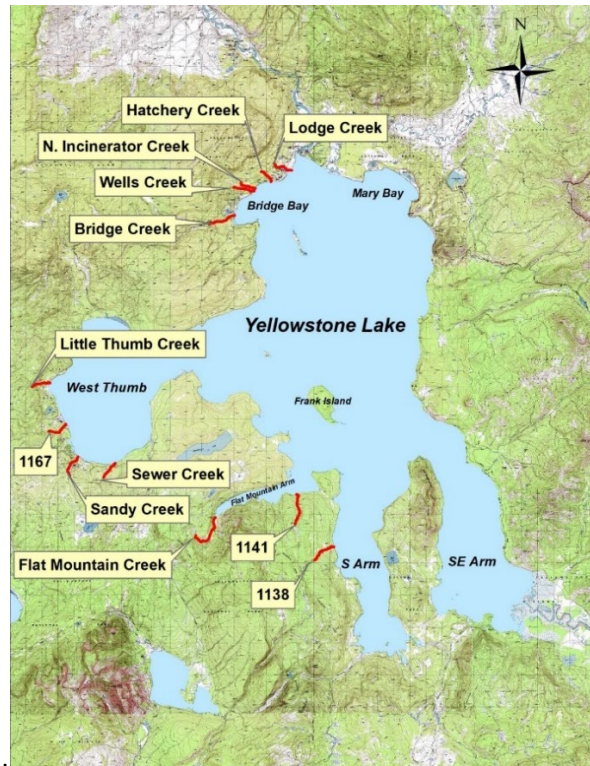 N
Hatchery Creek
Lodge Creek
N. Incinerator Creek
Wells Creek
Mary Bay
Bridge Bay
Bridge Creek
Yellowstone Lake
Little Thumb Creek
West Thumb
Frank Island
1167
Sewer Creek
Flat Mountain Arm
Sandy Creek
1141
Flat Mountain Creek
S Arm
SE Arm
1138